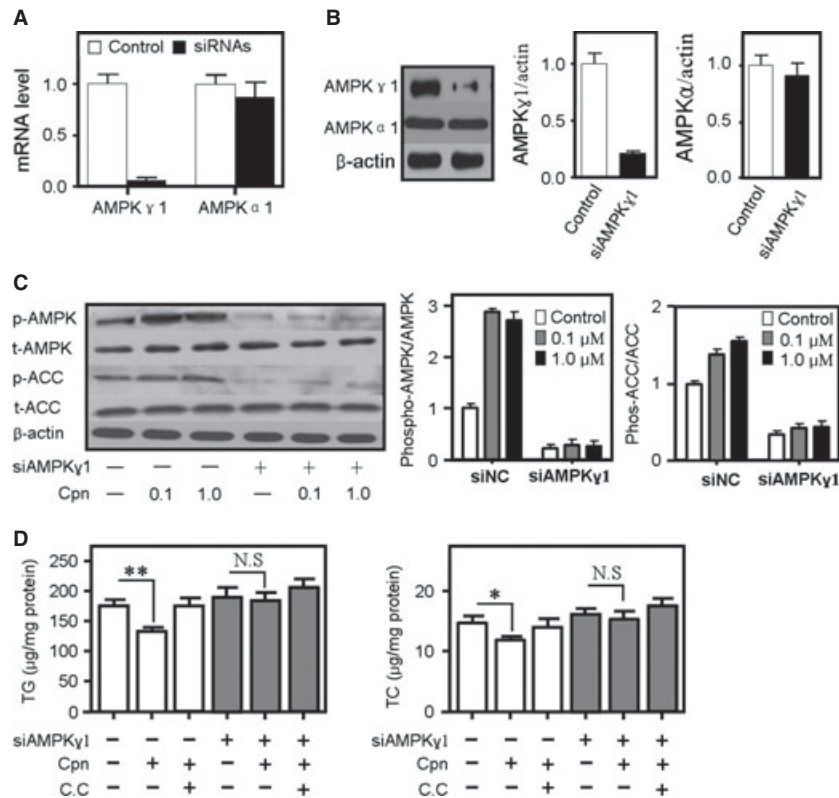 A
Control
siRNAs
mRNA level
1.0
0.5
0.0
AMPK γ 1
AMPK α 1
B
AMPK γ 1
AMPK α 1
β-actin
AMPKγ1/actin
1.0
0.5
0.0
Control
siAMPKγ1
AMPKα/actin
1.0
0.5
0.0
Control
siAMPKγ1
C
p-AMPK
t-AMPK
p-ACC
t-ACC
β-actin
siAMPKγ1 – – – + + +
Cpn – 0.1 1.0 – 0.1 1.0
Phospho-AMPK/AMPK
3
2
1
0
Control
0.1 µM
1.0 µM
siNC
siAMPKγ1
Phos-ACC/ACC
2
1
0
Control
0.1 µM
1.0 µM
siNC
siAMPKγ1
D
TG (µg/mg protein)
250
200
150
100
50
0
**
N.S
siAMPKγ1 - - - + + +
Cpn - + + - + +
C.C - - + - - +
TC (µg/mg protein)
20
10
0
*
N.S
siAMPKγ1 - - - + + +
Cpn - + + - + +
C.C - - + - - +